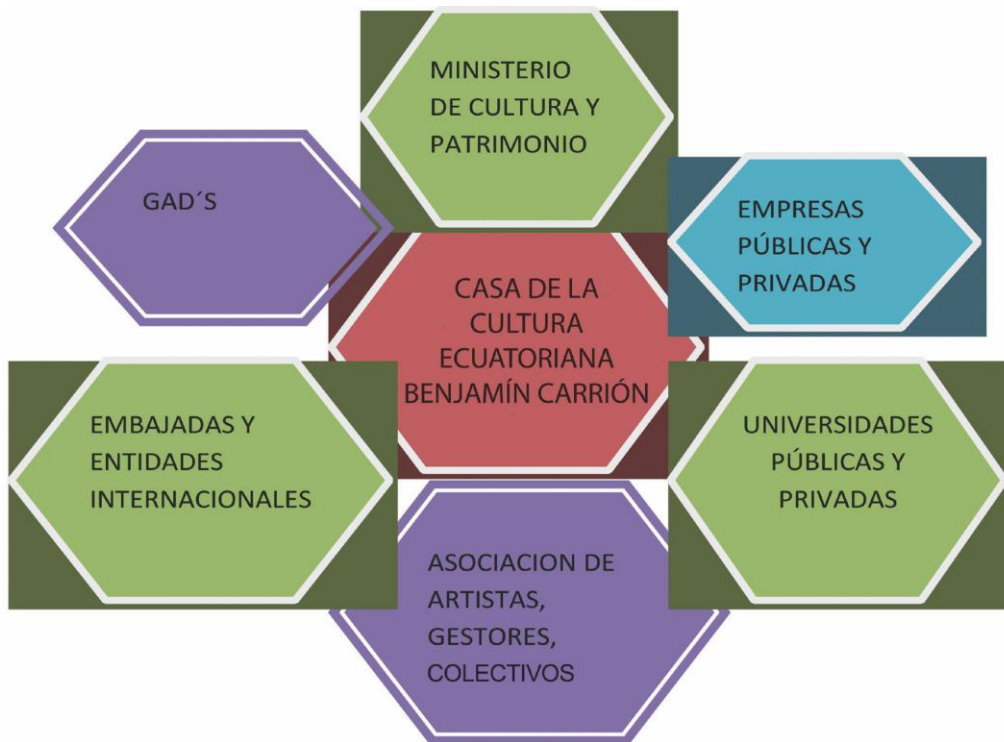 MINISTERIO
DE CULTURA Y
PATRIMONIO
GAD´S
EMPRESAS
PÚBLICAS Y
PRIVADAS
CASA DE LA
CULTURA
ECUATORIANA
BENJAMÍN CARRIÓN
EMBAJADAS Y
ENTIDADES
INTERNACIONALES
UNIVERSIDADES
PÚBLICAS Y
PRIVADAS
ASOCIACION DE
ARTISTAS,
GESTORES,
COLECTIVOS